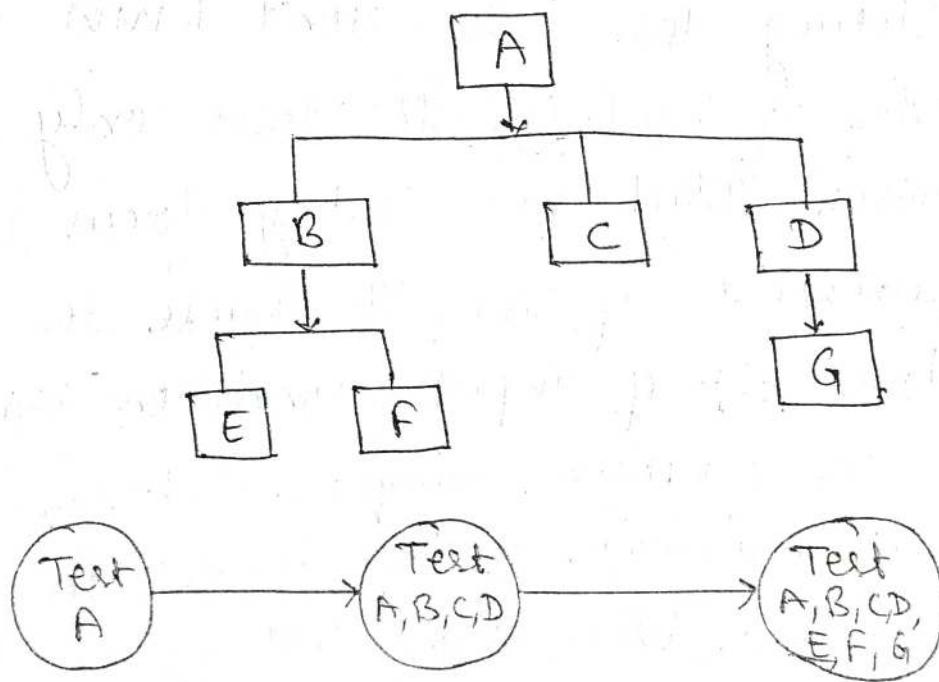 A
B
C
D
E
F
G
Test
A
Test
A, B, C, D
Test
A, B, C, D,
E, F, G